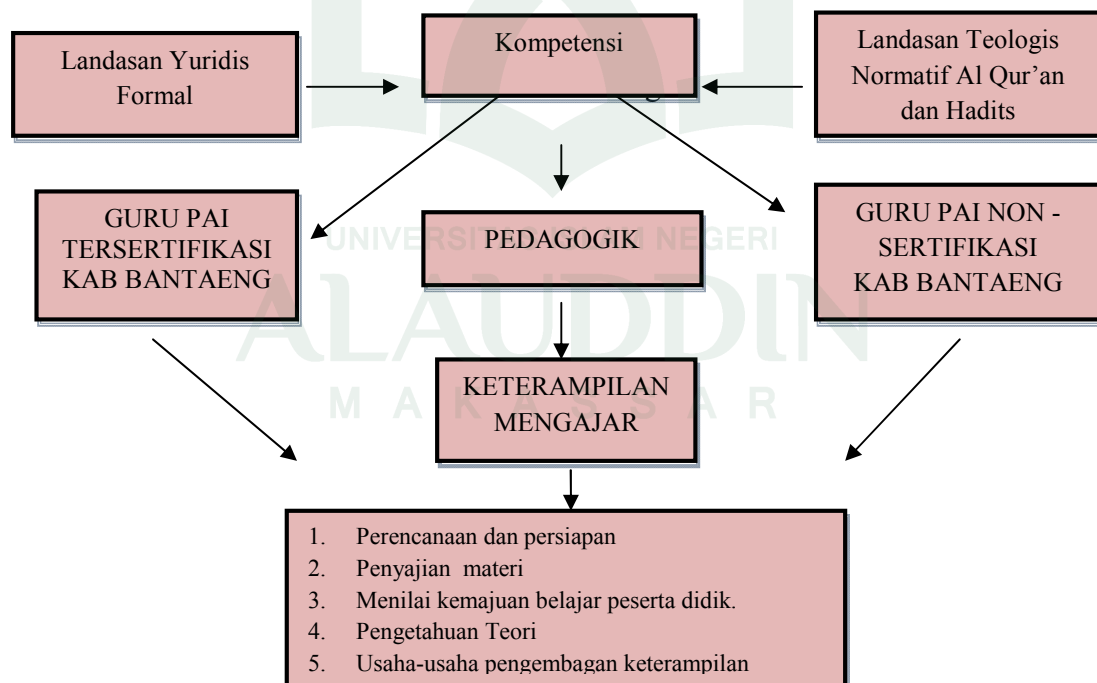 Landasan Yuridis
Formal
Kompetensi
Landasan Teologis
Normatif Al Qur’an
dan Hadits
GURU PAI
TERSERTIFIKASI
KAB BANTAENG
PEDAGOGIK
GURU PAI NON -
SERTIFIKASI
KAB BANTAENG
UNIVERSITAS ISLAM NEGERI
ALAUDDIN
MAKASSAR
KETERAMPILAN
MENGAJAR
1. Perencanaan dan persiapan
2. Penyajian materi
3. Menilai kemajuan belajar peserta didik.
4. Pengetahuan Teori
5. Usaha-usaha pengembagan keterampilan